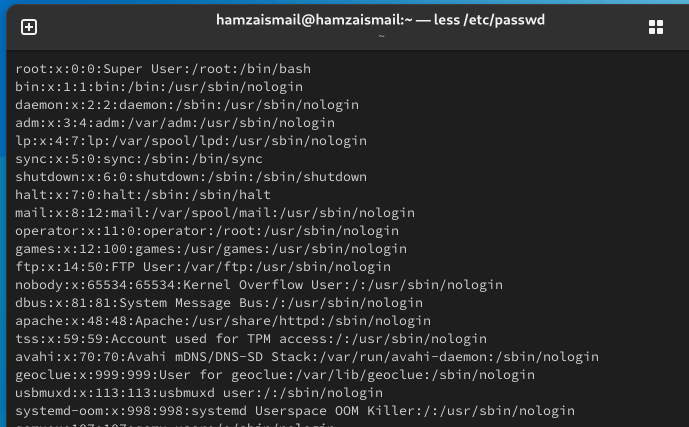 hamzaismail@hamzaismail:~ — less /etc/passwd
~
root:x:0:0:Super User:/root:/bin/bash
bin:x:1:1:bin:/bin:/usr/sbin/nologin
daemon:x:2:2:daemon:/sbin:/usr/sbin/nologin
adm:x:3:4:adm:/var/adm:/usr/sbin/nologin
lp:x:4:7:lp:/var/spool/lpd:/usr/sbin/nologin
sync:x:5:0:sync:/sbin:/bin/sync
shutdown:x:6:0:shutdown:/sbin:/sbin/shutdown
halt:x:7:0:halt:/sbin:/sbin/halt
mail:x:8:12:mail:/var/spool/mail:/usr/sbin/nologin
operator:x:11:0:operator:/root:/usr/sbin/nologin
games:x:12:100:games:/usr/games:/usr/sbin/nologin
ftp:x:14:50:FTP User:/var/ftp:/usr/sbin/nologin
nobody:x:65534:65534:Kernel Overflow User:/:/usr/sbin/nologin
dbus:x:81:81:System Message Bus:/:/usr/sbin/nologin
apache:x:48:48:Apache:/usr/share/httpd:/sbin/nologin
tss:x:59:59:Account used for TPM access:/:/usr/sbin/nologin
avahi:x:70:70:Avahi mDNS/DNS-SD Stack:/var/run/avahi-daemon:/sbin/nologin
geoclue:x:999:999:User for geoclue:/var/lib/geoclue:/sbin/nologin
usbmuxd:x:113:113:usbmuxd user:/:/sbin/nologin
systemd-oom:x:998:998:systemd Userspace OOM Killer:/:/usr/sbin/nologin